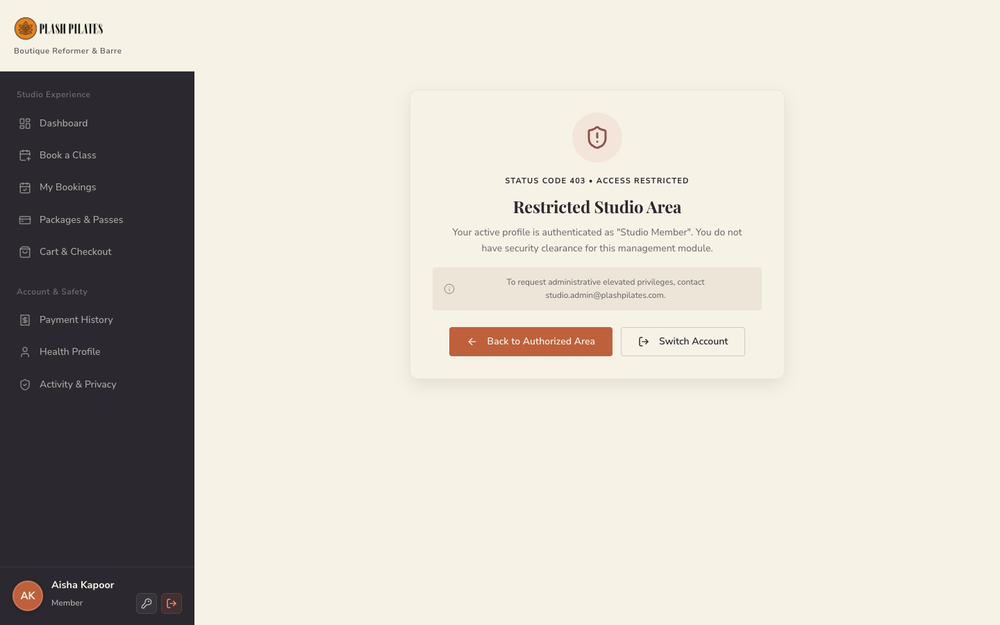 PLASH PILATES
Boutique Reformer & Barre
Studio Experience
Dashboard
Book a Class
My Bookings
Packages & Passes
Cart & Checkout
Account & Safety
Payment History
Health Profile
Activity & Privacy
AK
Aisha Kapoor
Member
STATUS CODE 403 • ACCESS RESTRICTED
Restricted Studio Area
Your active profile is authenticated as "Studio Member". You do not
have security clearance for this management module.
To request administrative elevated privileges, contact
studio.admin@plashpilates.com.
Back to Authorized Area
Switch Account